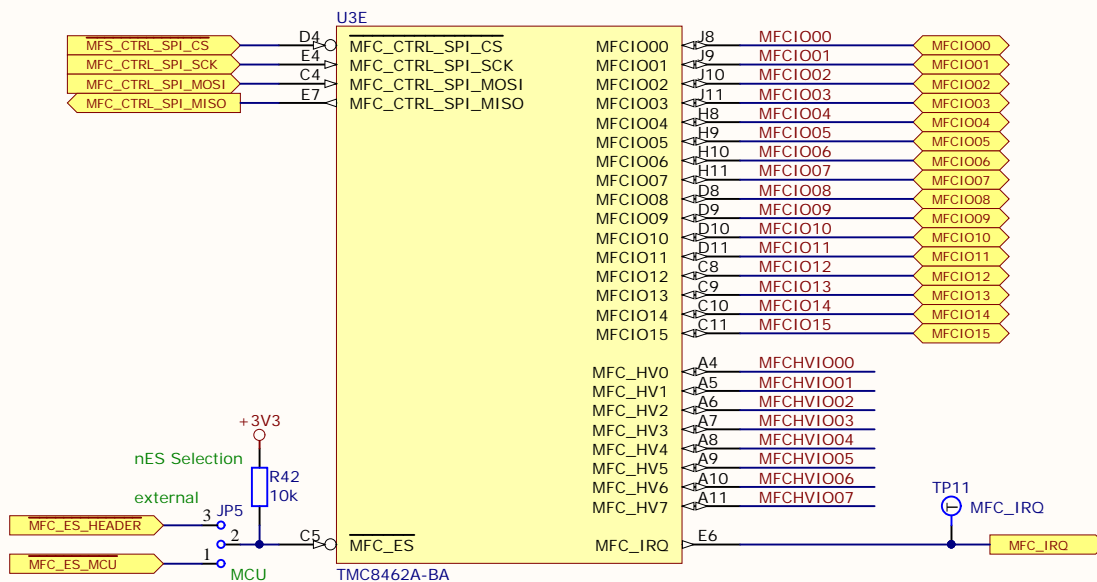 U3E
MFS_CTRL_SPI_CS D4 MFC_CTRL_SPI_CS MFCIO00 J8 MFCIO00 MFCIO00
MFC_CTRL_SPI_SCK E4 MFC_CTRL_SPI_SCK MFCIO01 J9 MFCIO01 MFCIO01
MFC_CTRL_SPI_MOSI C4 MFC_CTRL_SPI_MOSI MFCIO02 J10 MFCIO02 MFCIO02
MFC_CTRL_SPI_MISO E7 MFC_CTRL_SPI_MISO MFCIO03 J11 MFCIO03 MFCIO03
MFCIO04 H8 MFCIO04 MFCIO04
MFCIO05 H9 MFCIO05 MFCIO05
MFCIO06 H10 MFCIO06 MFCIO06
MFCIO07 H11 MFCIO07 MFCIO07
MFCIO08 D8 MFCIO08 MFCIO08
MFCIO09 D9 MFCIO09 MFCIO09
MFCIO10 D10 MFCIO10 MFCIO10
MFCIO11 D11 MFCIO11 MFCIO11
MFCIO12 C8 MFCIO12 MFCIO12
MFCIO13 C9 MFCIO13 MFCIO13
MFCIO14 C10 MFCIO14 MFCIO14
MFCIO15 C11 MFCIO15 MFCIO15
MFC_HV0 A4 MFCHVIO00
MFC_HV1 A5 MFCHVIO01
MFC_HV2 A6 MFCHVIO02
MFC_HV3 A7 MFCHVIO03
+3V3
MFC_HV4 A8 MFCHVIO04
nES Selection MFC_HV5 A9 MFCHVIO05
R42 MFC_HV6 A10 MFCHVIO06
10k
external MFC_HV7 A11 MFCHVIO07
TP11
MFC_IRQ
JP5
MFC_ES_HEADER 3
2 C5 MFC_ES MFC_IRQ E6 MFC_IRQ
MFC_ES_MCU 1
MCU TMC8462A-BA